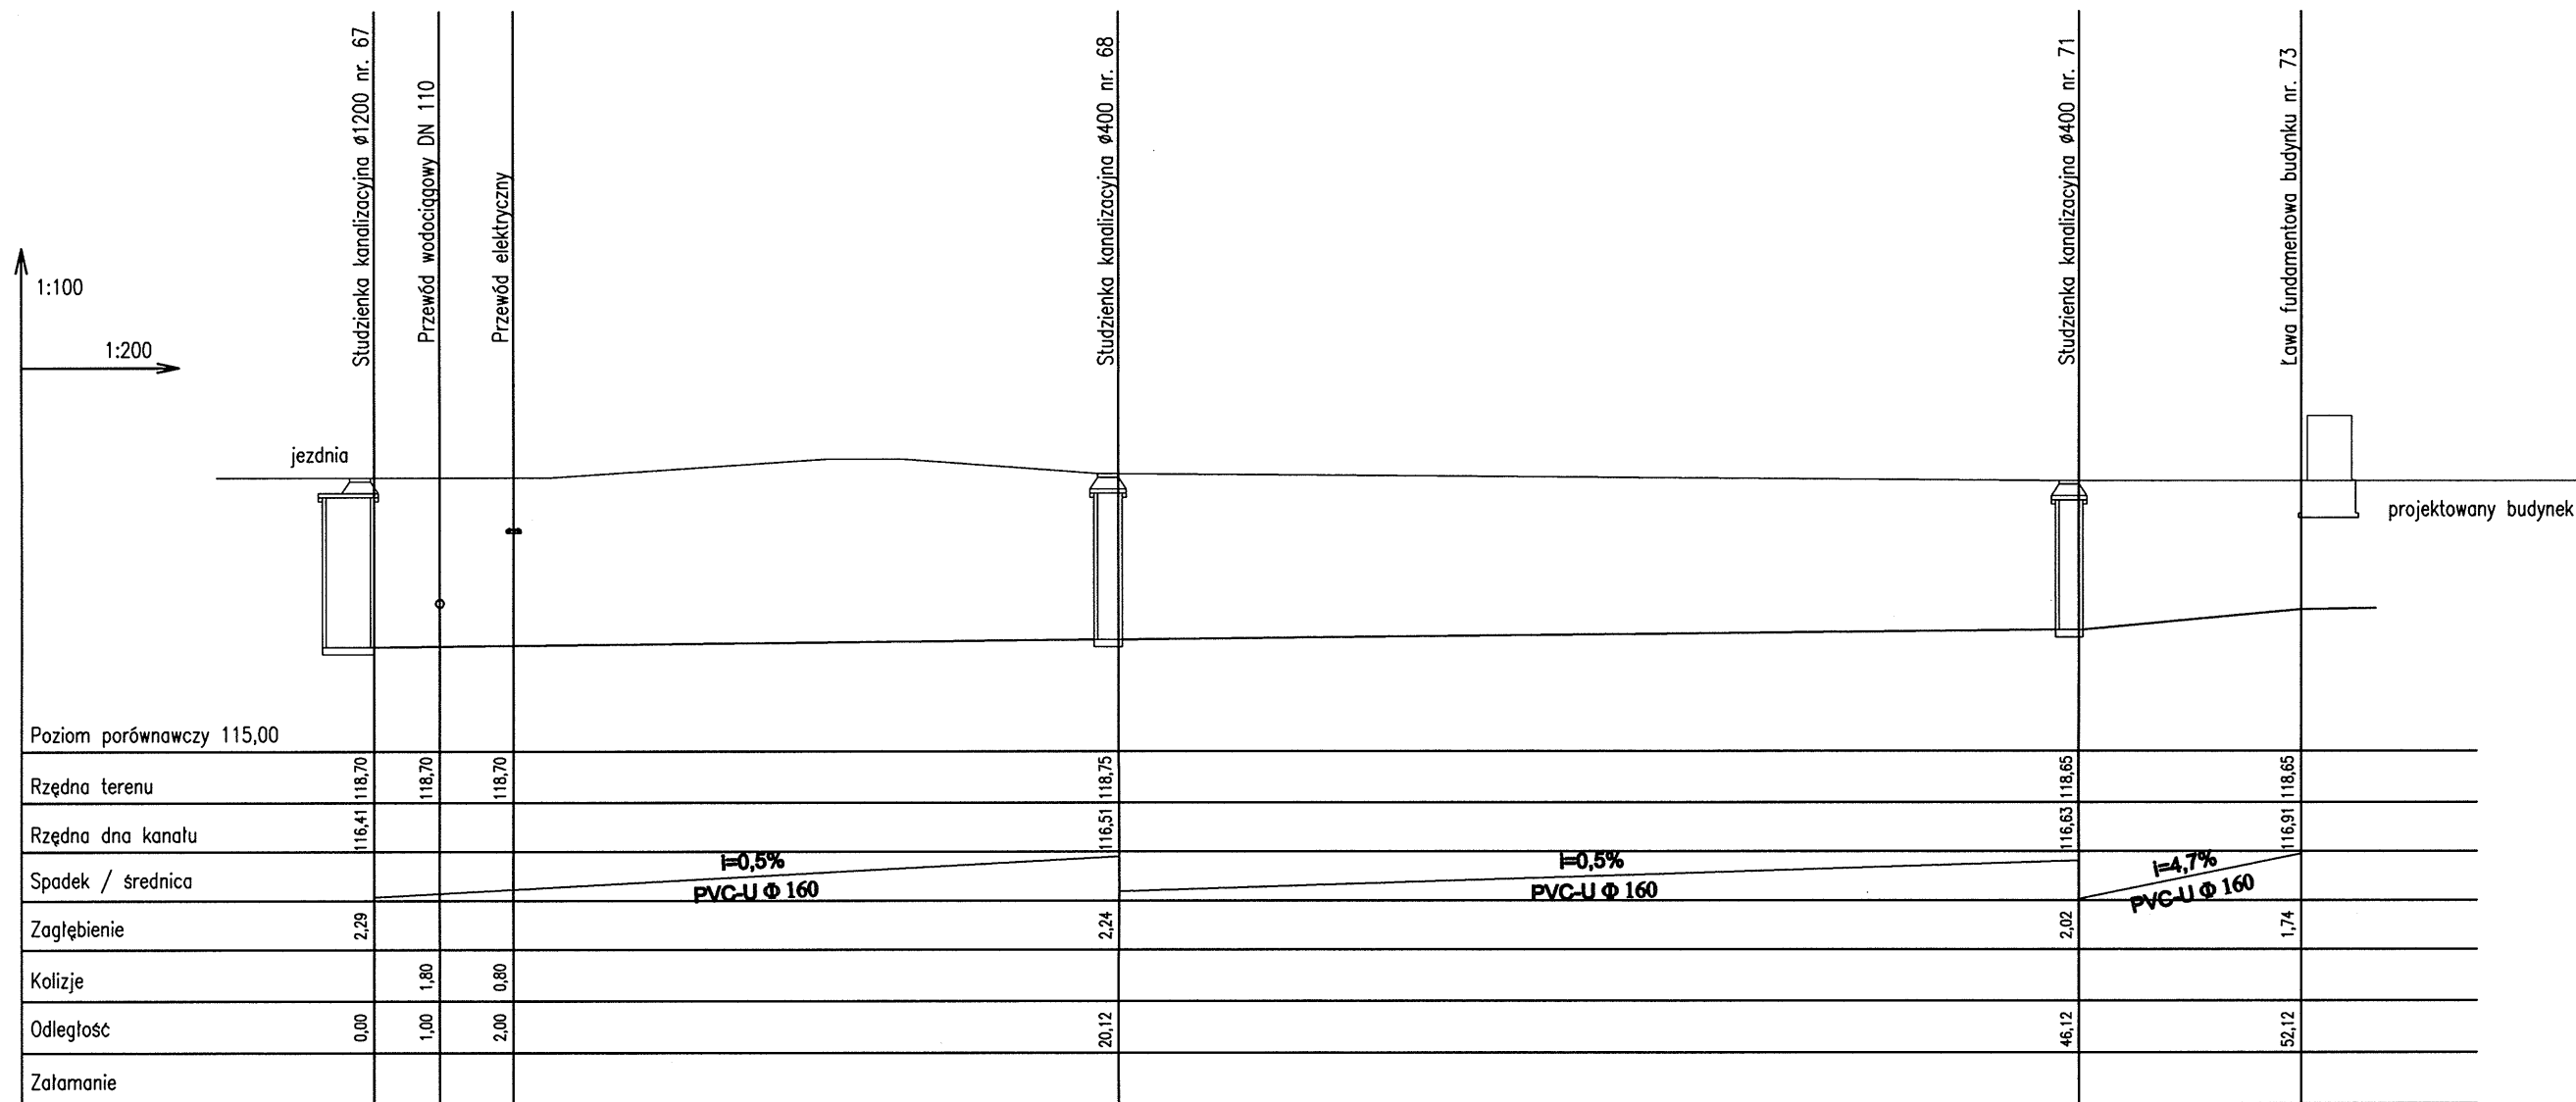 Studzienka kanalizacyjna ø1200 nr. 67
Przewód wodociągowy DN 110
Przewód elektryczny
Studzienka kanalizacyjna ø400 nr. 68
Studzienka kanalizacyjna ø400 nr. 71
Ława fundamentowa budynku nr. 73
1:100
1:200
jezdnia
projektowany budynek
Poziom porównawczy 115,00
Rzędna terenu 118,70 118,70 118,70 118,75 118,65 118,65
Rzędna dna kanału 116,41 116,51 116,63 116,91
Spadek / średnica
i=0,5%
PVC-U Φ 160
i=0,5%
PVC-U Φ 160
i=4,7%
PVC-U Φ 160
Zagłębienie 2,29 2,24 2,02 1,74
Kolizje 1,80 0,80
Odległość 0,00 1,00 2,00 20,12 46,12 52,12
Załamanie